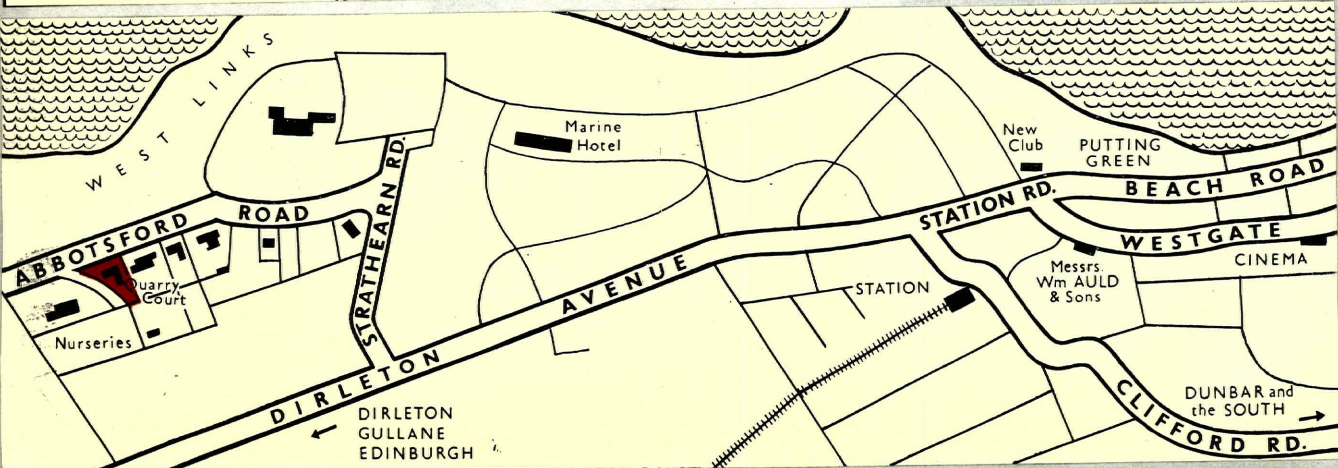 WEST LINKS
Marine
Hotel
New
Club
PUTTING
GREEN
BEACH ROAD
STATION RD.
WESTGATE
CINEMA
Messrs.
Wm AULD
& Sons
STATION
ABBOTSFORD ROAD
STRATHEARN RD.
Quarry
Court
Nurseries
DIRLETON AVENUE
DIRLETON
GULLANE
EDINBURGH
DUNBAR and
the SOUTH
CLIFFORD RD.